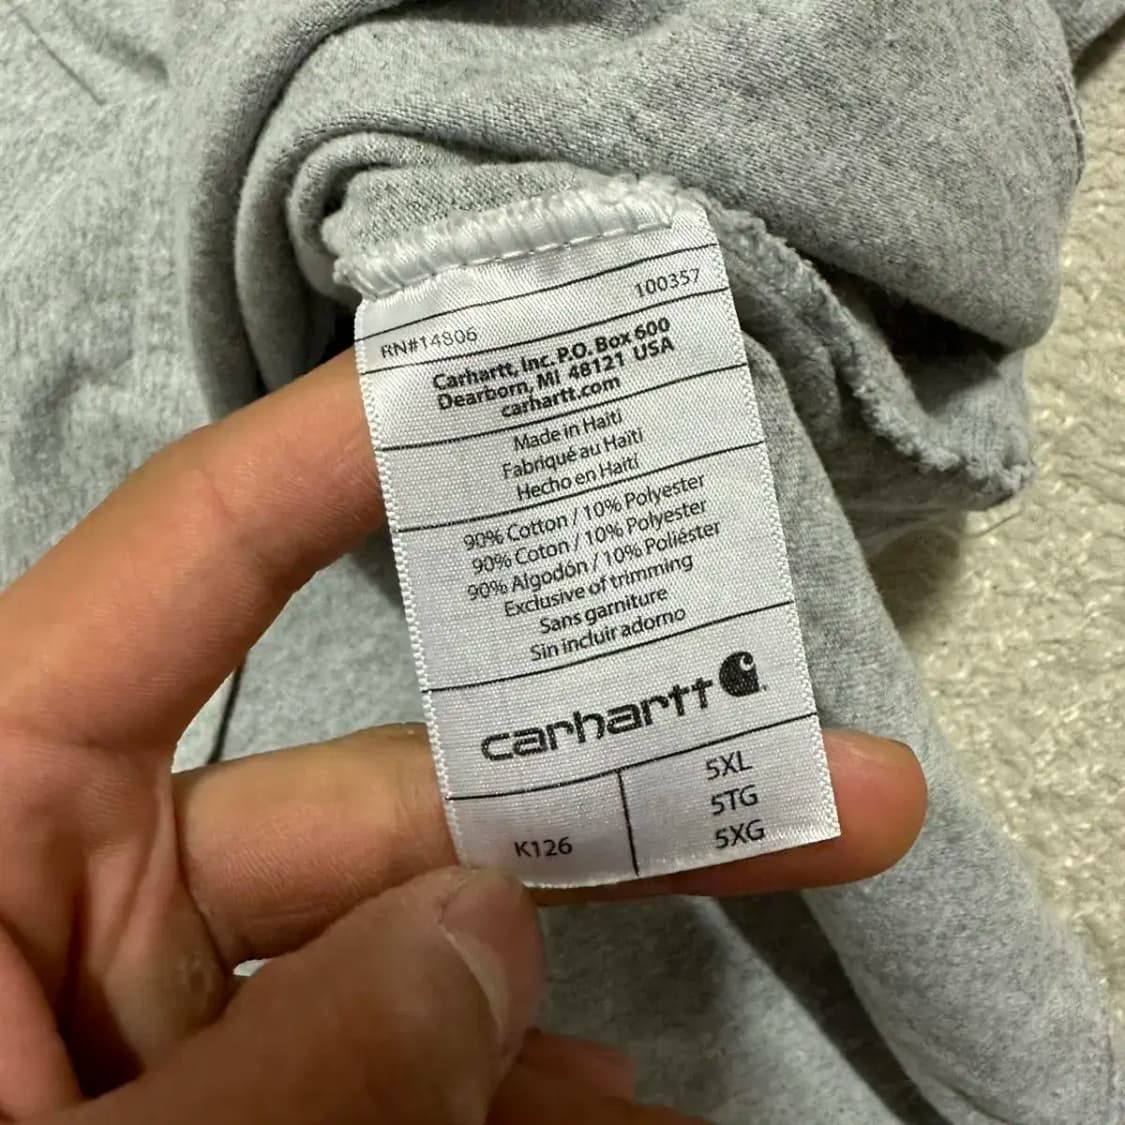 RN#14806 100357
Carhartt, Inc. P.O. Box 600
Dearborn, MI 48121 USA
carhartt.com
Made in Haiti
Fabriqué au Haïti
Hecho en Haití
90% Cotton / 10% Polyester
90% Coton / 10% Polyester
90% Algodón / 10% Poliéster
Exclusive of trimming
Sans garniture
Sin incluir adorno
carhartt
K126
5XL
5TG
5XG